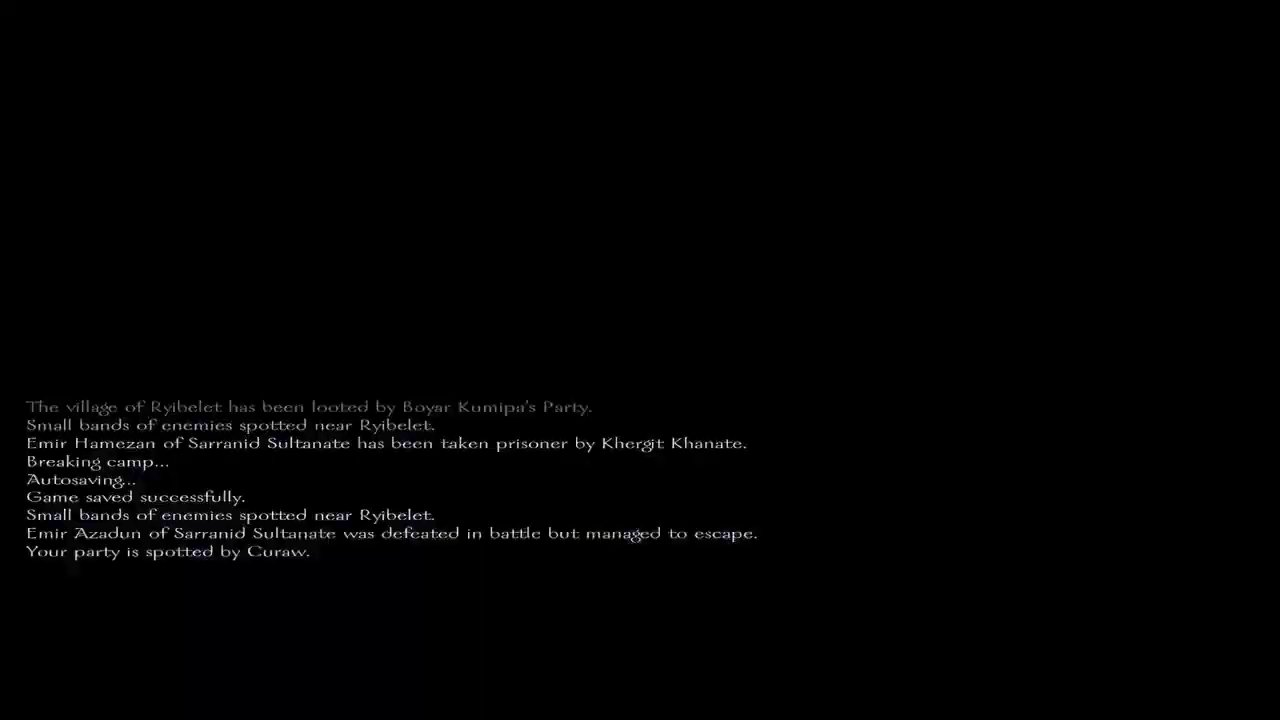 The village of Ryibelet has been looted by Boyar Kumipa's Party.
Small bands of enemies spotted near Ryibelet.
Emir Hamezan of Sarranid Sultanate has been taken prisoner by Khergit Khanate.
Breaking camp...
Autosaving...
Game saved successfully.
Small bands of enemies spotted near Ryibelet.
Emir Azadun of Sarranid Sultanate was defeated in battle but managed to escape.
Your party is spotted by Curaw.